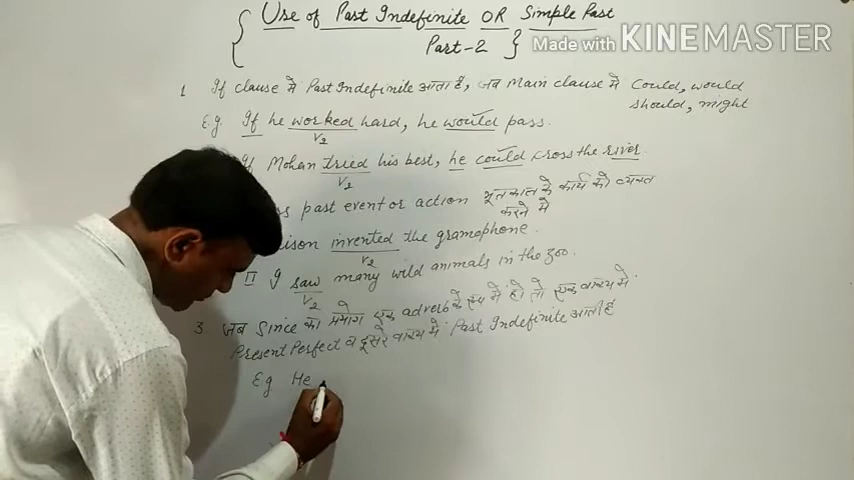 Use of Past Indefinite OR Simple Past
Part-2
Made with KINEMASTER
1 If clause में Past Indefinite आता है, जब Main clause में Could, would
should, might
E.g If he worked hard, he would pass.
V2
If Mohan tried his best, he could cross the river
V2
past event or action भूतकाल के कार्य को व्यक्त
करने में
invented the gramophone.
V2
II I saw many wild animals in the zoo.
V2
3. जब Since का प्रयोग एक adverb के रूप में हो तो एक वाक्य में
Present Perfect व दूसरे वाक्य में Past Indefinite आती है
Eg He